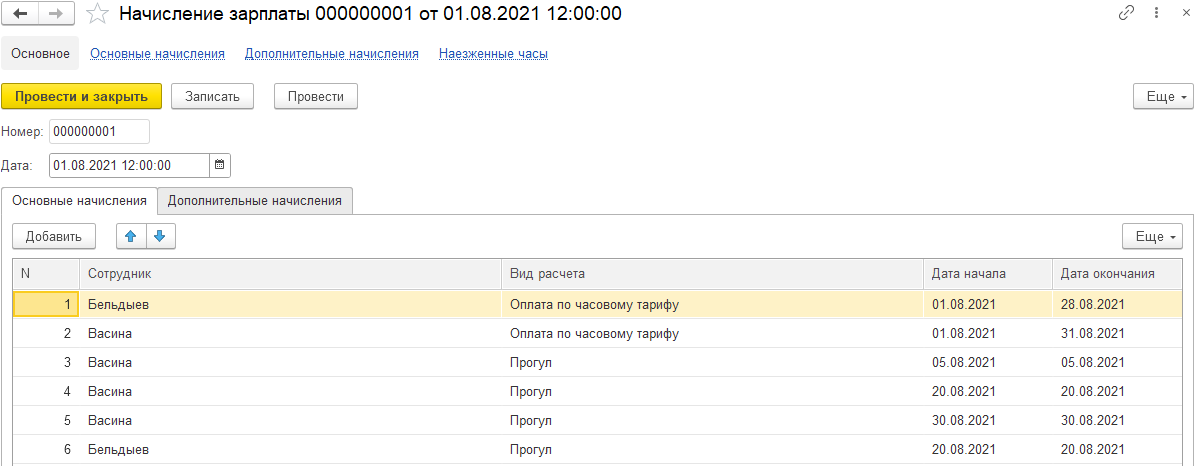 Начисление зарплаты 000000001 от 01.08.2021 12:00:00
Основное Основные начисления Дополнительные начисления Наезженные часы
Провести и закрыть Записать Провести Еще
Номер: 000000001
Дата: 01.08.2021 12:00:00
Основные начисления Дополнительные начисления
Добавить Еще
N Сотрудник Вид расчета Дата начала Дата окончания
1 Бельдыев Оплата по часовому тарифу 01.08.2021 28.08.2021
2 Васина Оплата по часовому тарифу 01.08.2021 31.08.2021
3 Васина Прогул 05.08.2021 05.08.2021
4 Васина Прогул 20.08.2021 20.08.2021
5 Васина Прогул 30.08.2021 30.08.2021
6 Бельдыев Прогул 20.08.2021 20.08.2021